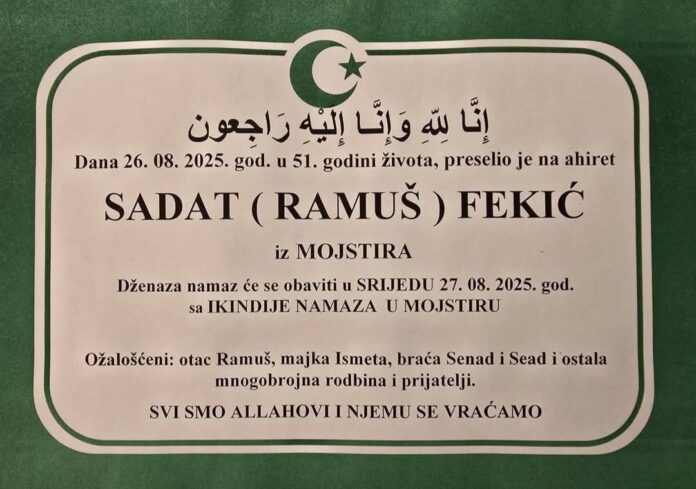 إِنَّا لِلّهِ وَإِنَّـا إِلَيْهِ رَاجِعون
Dana 26. 08. 2025. god. u 51. godini života, preselio je na ahiret
SADAT ( RAMUŠ ) FEKIĆ
iz MOJSTIRA
Dženaza namaz će se obaviti u SRIJEDU 27. 08. 2025. god.
sa IKINDIJE NAMAZA U MOJSTIRU
Ožalošćeni: otac Ramuš, majka Ismeta, braća Senad i Sead i ostala
mnogobrojna rodbina i prijatelji.
SVI SMO ALLAHOVI I NJEMU SE VRAĆAMO